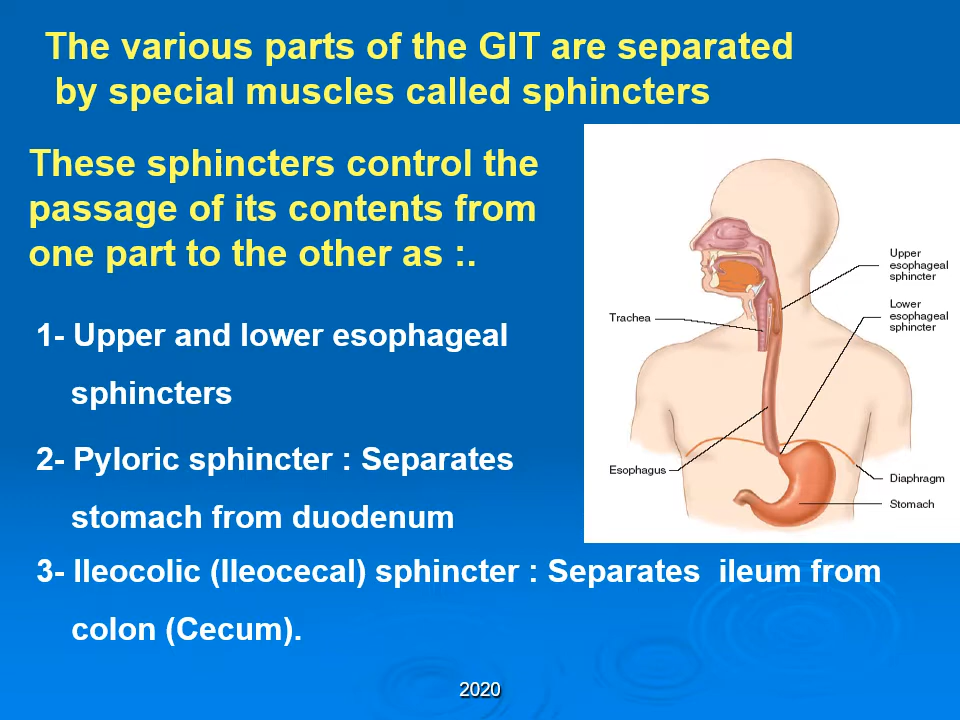 The various parts of the GIT are separated
by special muscles called sphincters
These sphincters control the
passage of its contents from
one part to the other as :.
1- Upper and lower esophageal
sphincters
2- Pyloric sphincter : Separates
stomach from duodenum
3- Ileocolic (Ileocecal) sphincter : Separates  ileum from
colon (Cecum).
Upper
esophageal
sphincter
Lower
esophageal
sphincter
Trachea
Esophagus
Diaphragm
Stomach
2020